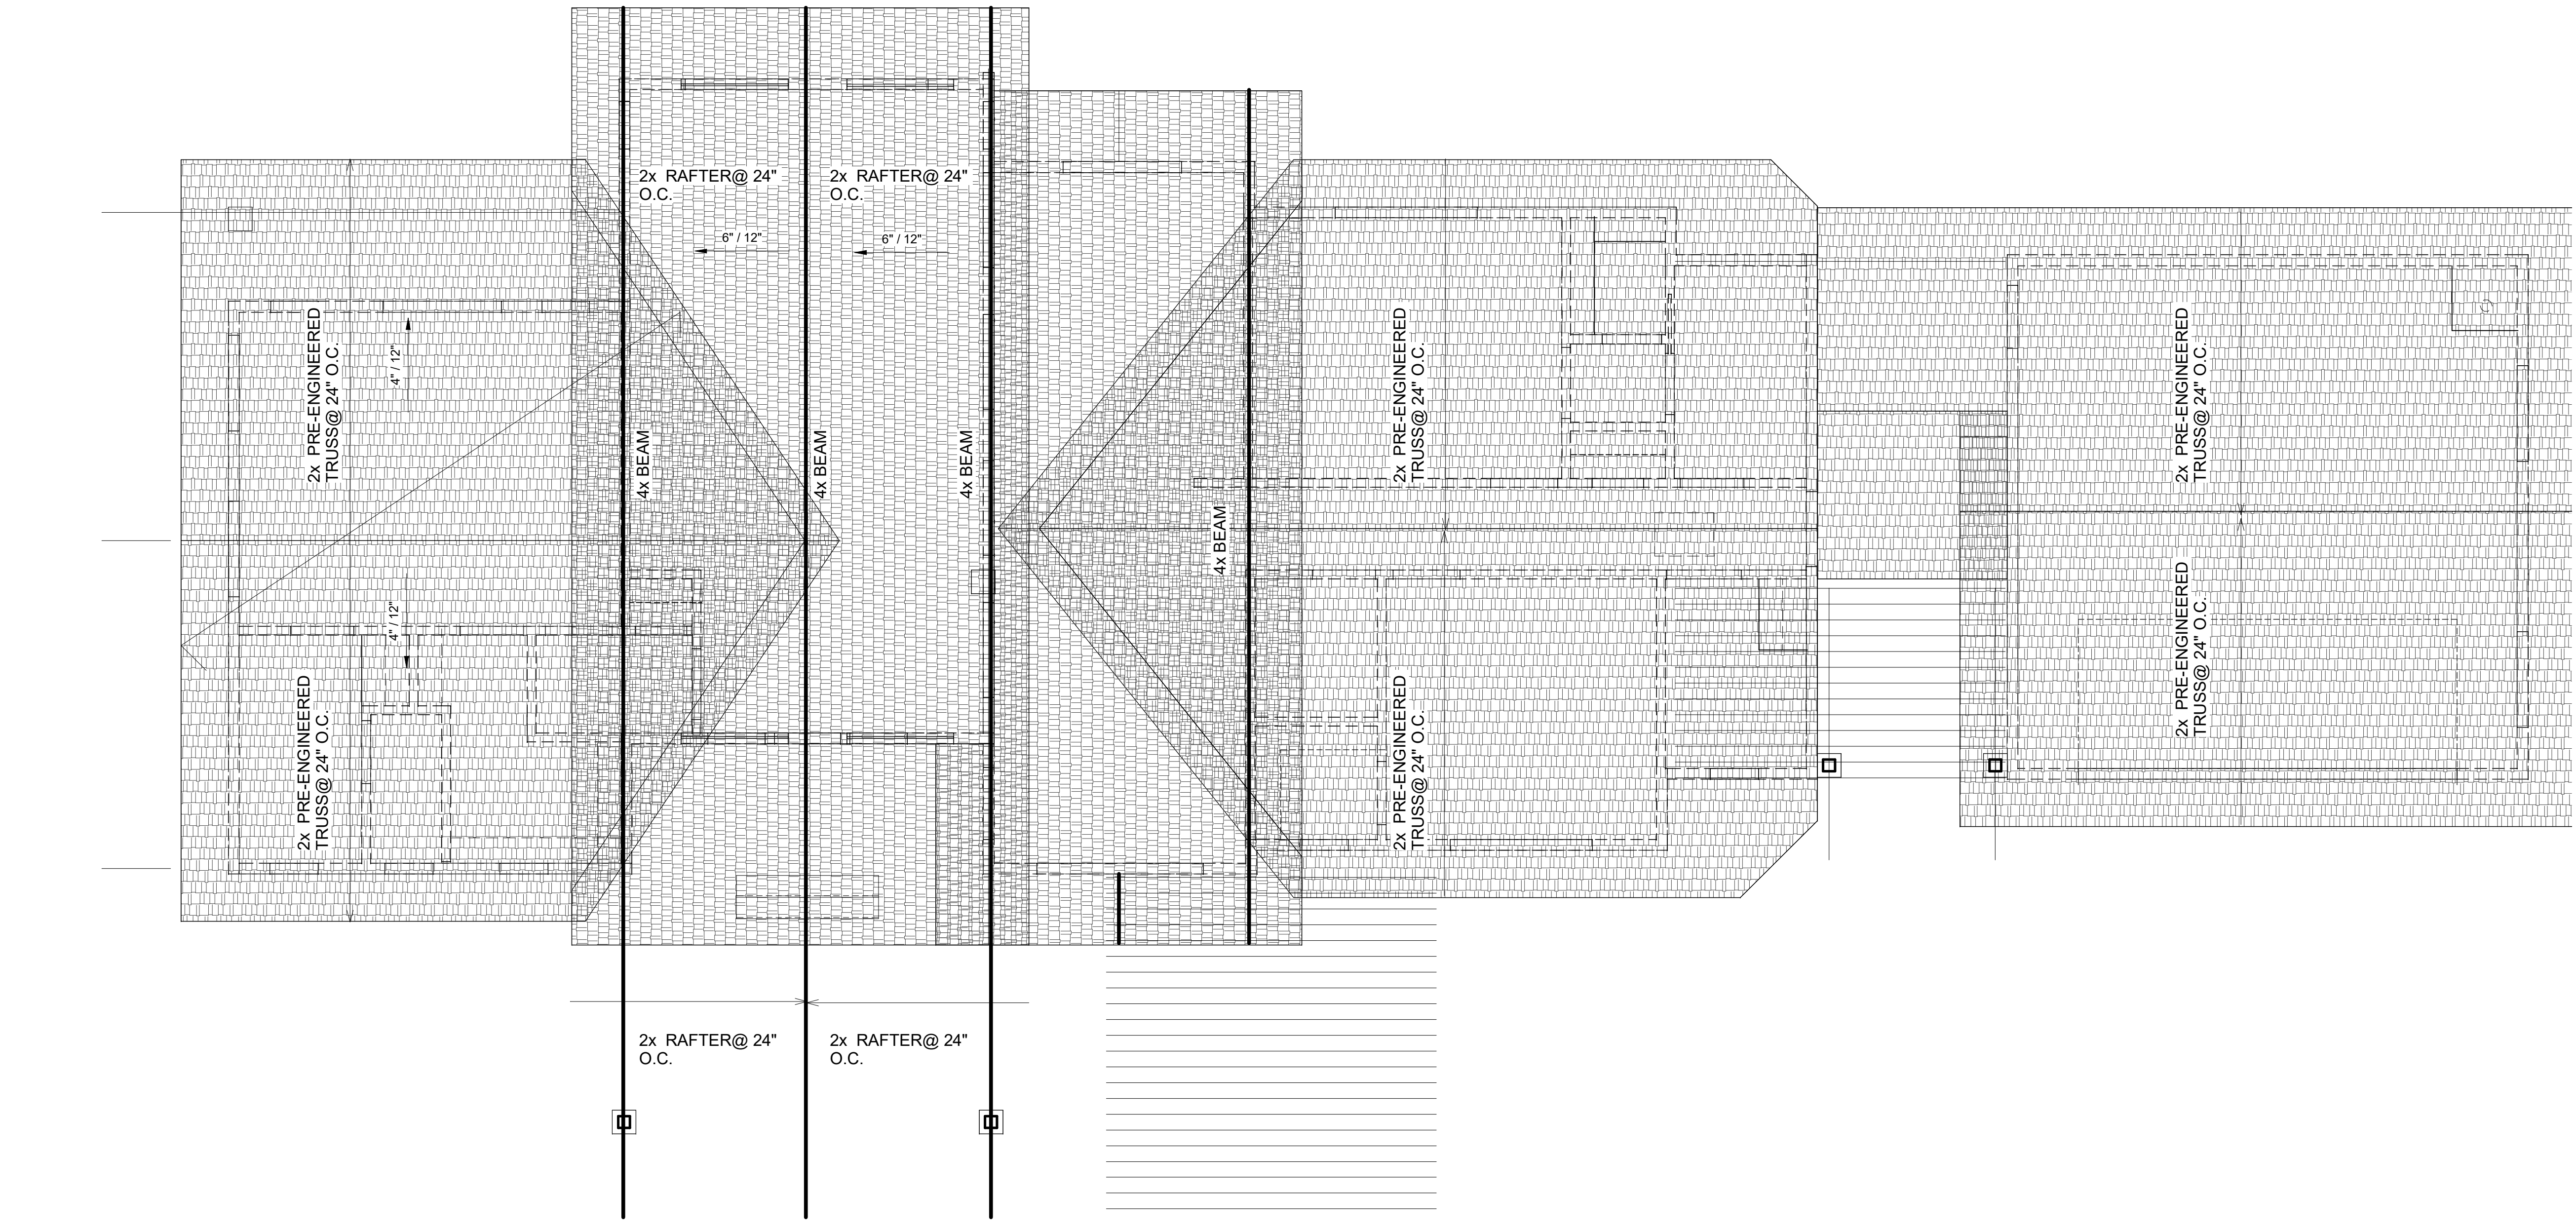 2x RAFTER@ 24"
O.C.
2x RAFTER@ 24"
O.C.
6" / 12"
6" / 12"
2x PRE-ENGINEERED
TRUSS@ 24" O.C.
4" / 12"
4x BEAM
4x BEAM
4x BEAM
4x BEAM
2x PRE-ENGINEERED
TRUSS@ 24" O.C.
2x PRE-ENGINEERED
TRUSS@ 24" O.C.
4" / 12"
2x PRE-ENGINEERED
TRUSS@ 24" O.C.
2x PRE-ENGINEERED
TRUSS@ 24" O.C.
2x PRE-ENGINEERED
TRUSS@ 24" O.C.
2x RAFTER@ 24"
O.C.
2x RAFTER@ 24"
O.C.